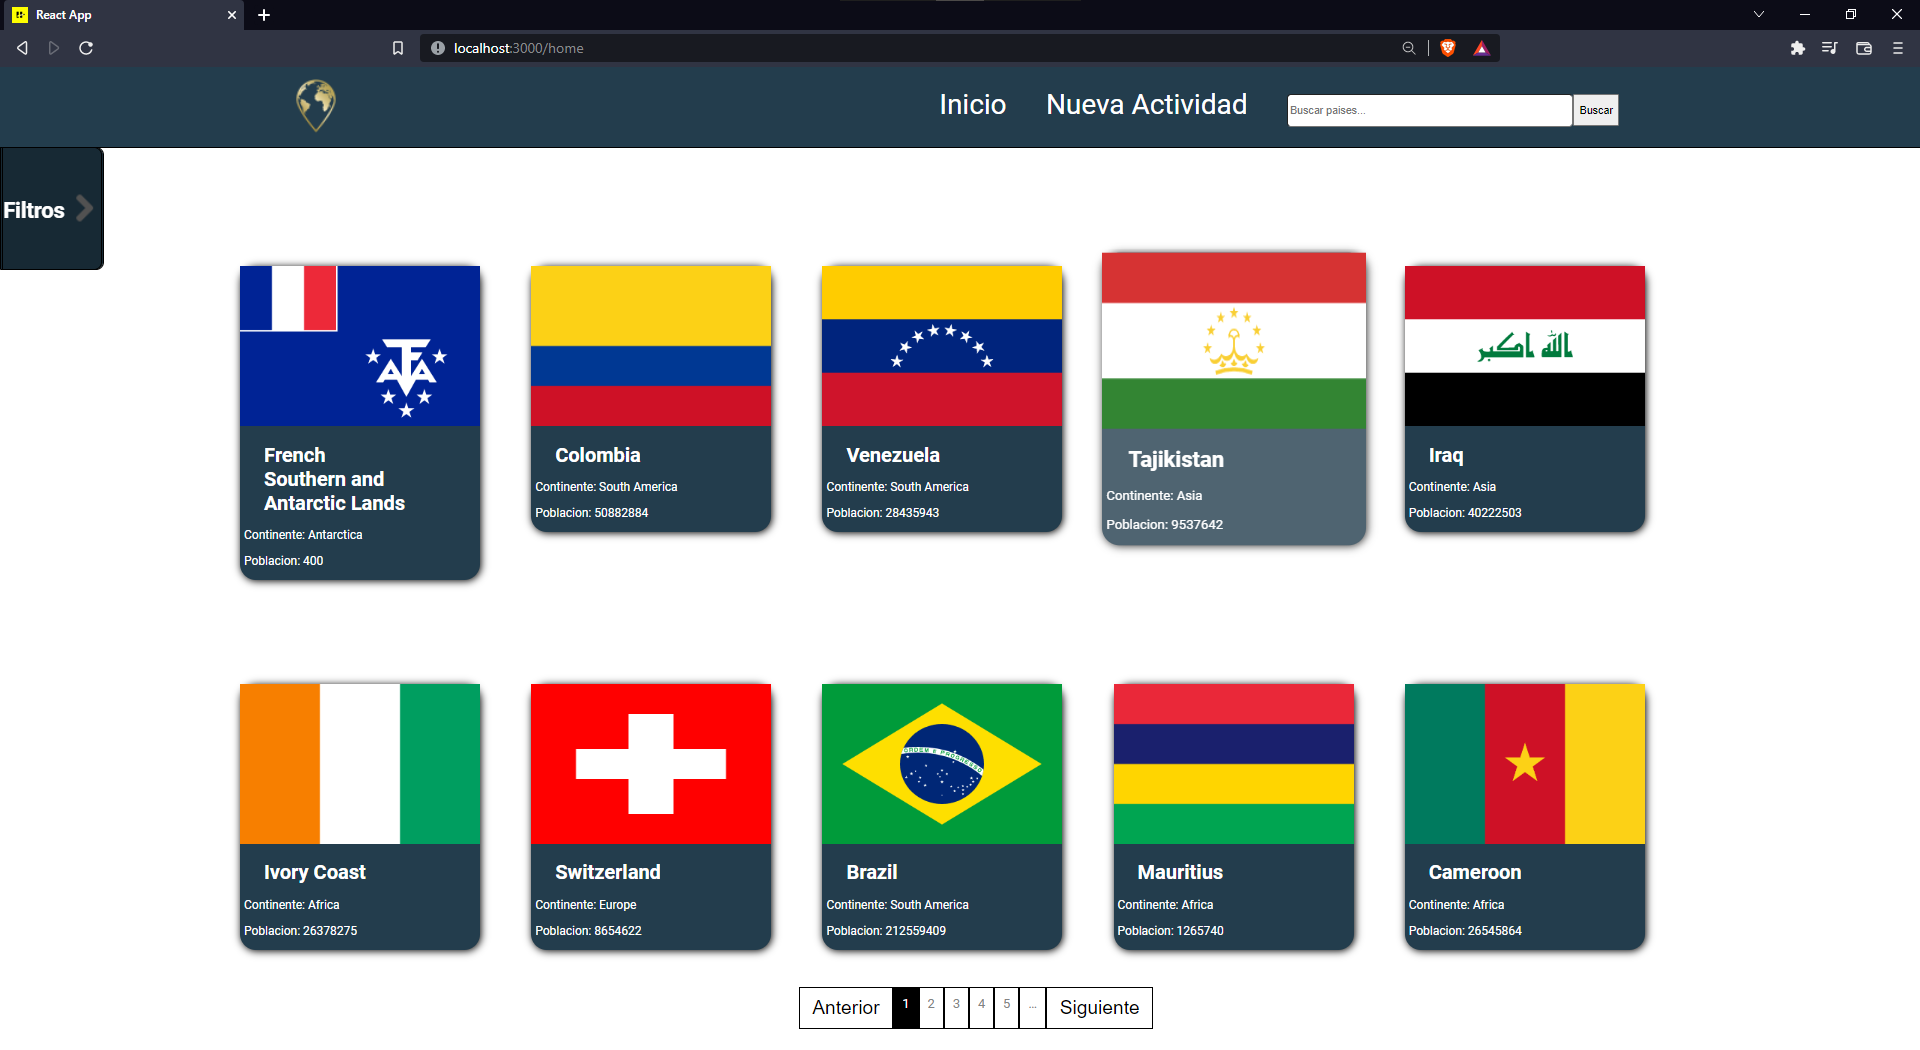 React App
localhost:3000/home
Inicio
Nueva Actividad
Buscar paises...
Buscar
Filtros
الله اكبر
French
Southern and
Antarctic Lands
Continente: Antarctica
Poblacion: 400
Colombia
Continente: South America
Poblacion: 50882884
Venezuela
Continente: South America
Poblacion: 28435943
Tajikistan
Continente: Asia
Poblacion: 9537642
Iraq
Continente: Asia
Poblacion: 40222503
ORDEM E PROGRESSO
Ivory Coast
Continente: Africa
Poblacion: 26378275
Switzerland
Continente: Europe
Poblacion: 8654622
Brazil
Continente: South America
Poblacion: 212559409
Mauritius
Continente: Africa
Poblacion: 1265740
Cameroon
Continente: Africa
Poblacion: 26545864
Anterior 1 2 3 4 5 ... Siguiente